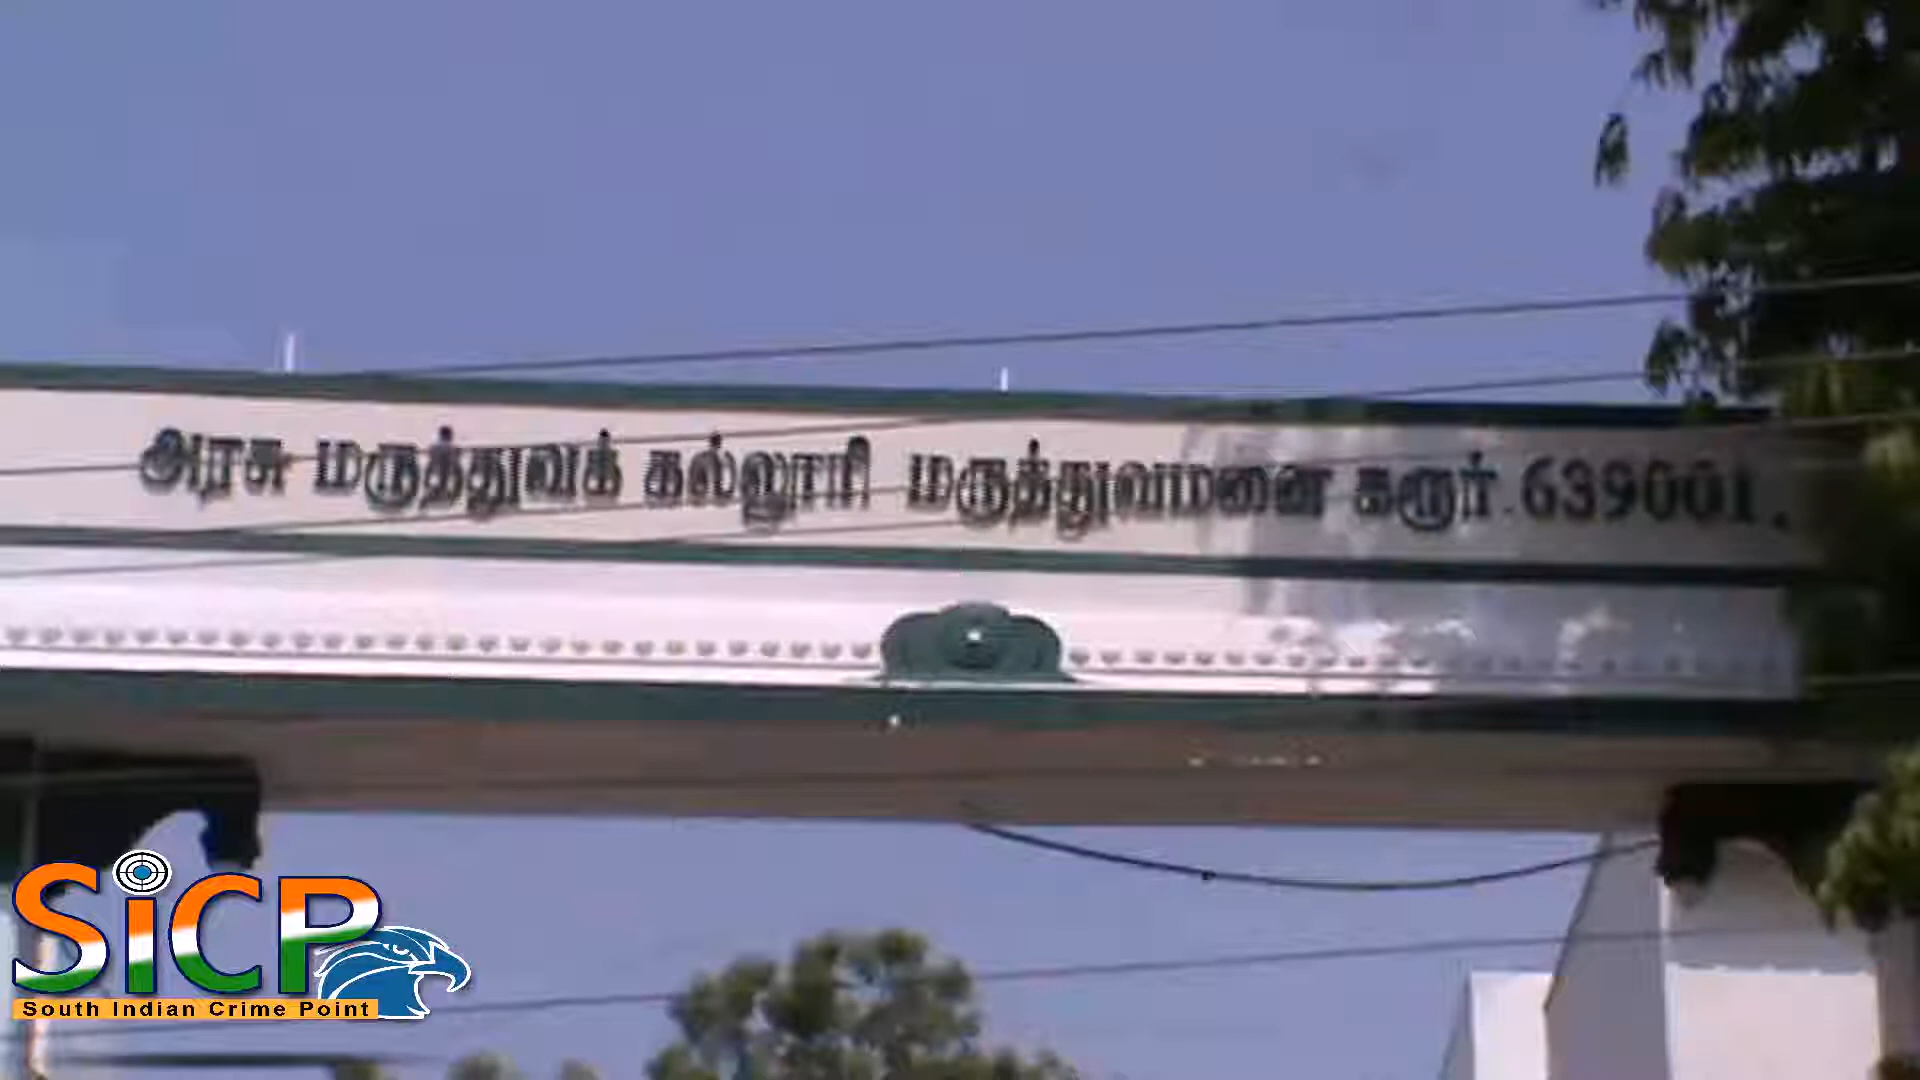 அரசு மருத்துவக் கல்லூரி மருத்துவமனை கரூர்.639001.
SiCP
South Indian Crime Point